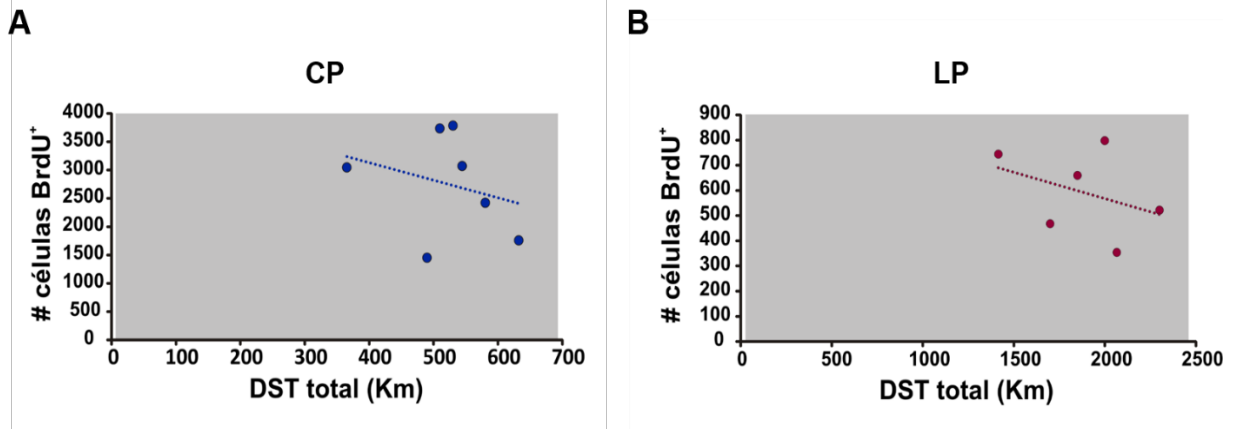 A
CP
# células BrdU+
4000
3500
3000
2500
2000
1500
1000
500
0
0 100 200 300 400 500 600 700
DST total (Km)
B
LP
# células BrdU+
900
800
700
600
500
400
300
200
100
0
0 500 1000 1500 2000 2500
DST total (Km)